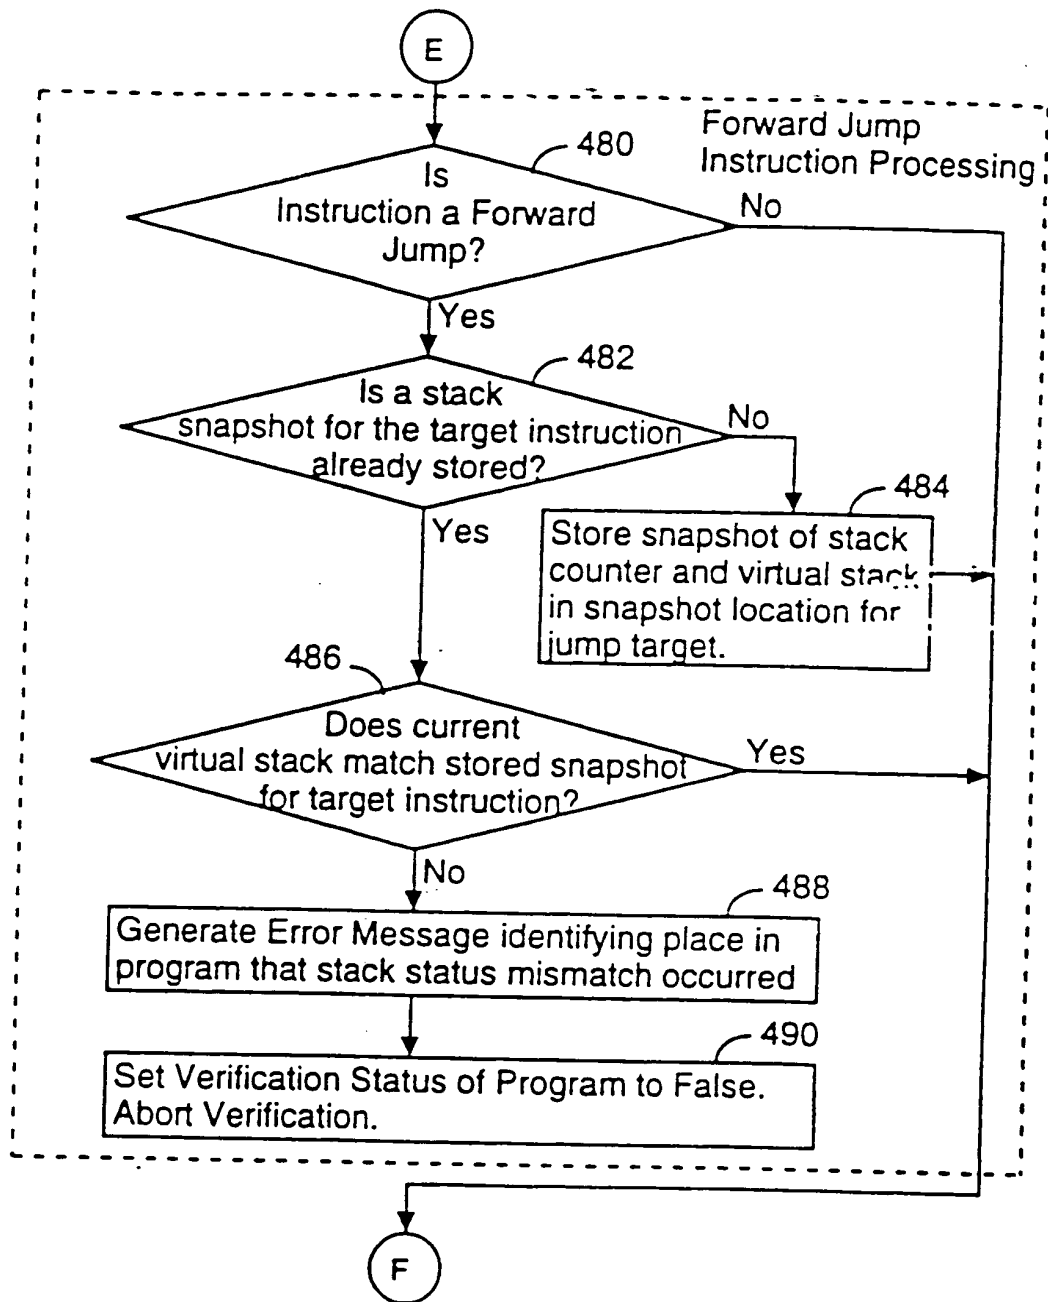 E
Forward Jump
Instruction Processing
480
Is
Instruction a Forward
Jump?
No
Yes
482
Is a stack
snapshot for the target instruction
already stored?
No
Yes
484
Store snapshot of stack
counter and virtual stack
in snapshot location for
jump target.
486
Does current
virtual stack match stored snapshot
for target instruction?
Yes
No
488
Generate Error Message identifying place in
program that stack status mismatch occurred
490
Set Verification Status of Program to False.
Abort Verification.
F